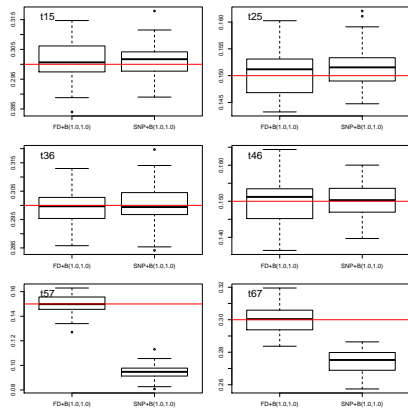 t15
0.315
0.305
0.295
0.285
FD+B(1.0,1.0)
SNP+B(1.0,1.0)
t25
0.160
0.155
0.150
0.145
FD+B(1.0,1.0)
SNP+B(1.0,1.0)
t36
0.315
0.305
0.295
0.285
FD+B(1.0,1.0)
SNP+B(1.0,1.0)
t46
0.160
0.150
0.140
FD+B(1.0,1.0)
SNP+B(1.0,1.0)
t57
0.16
0.14
0.12
0.10
0.08
FD+B(1.0,1.0)
SNP+B(1.0,1.0)
t67
0.32
0.30
0.28
0.26
FD+B(1.0,1.0)
SNP+B(1.0,1.0)